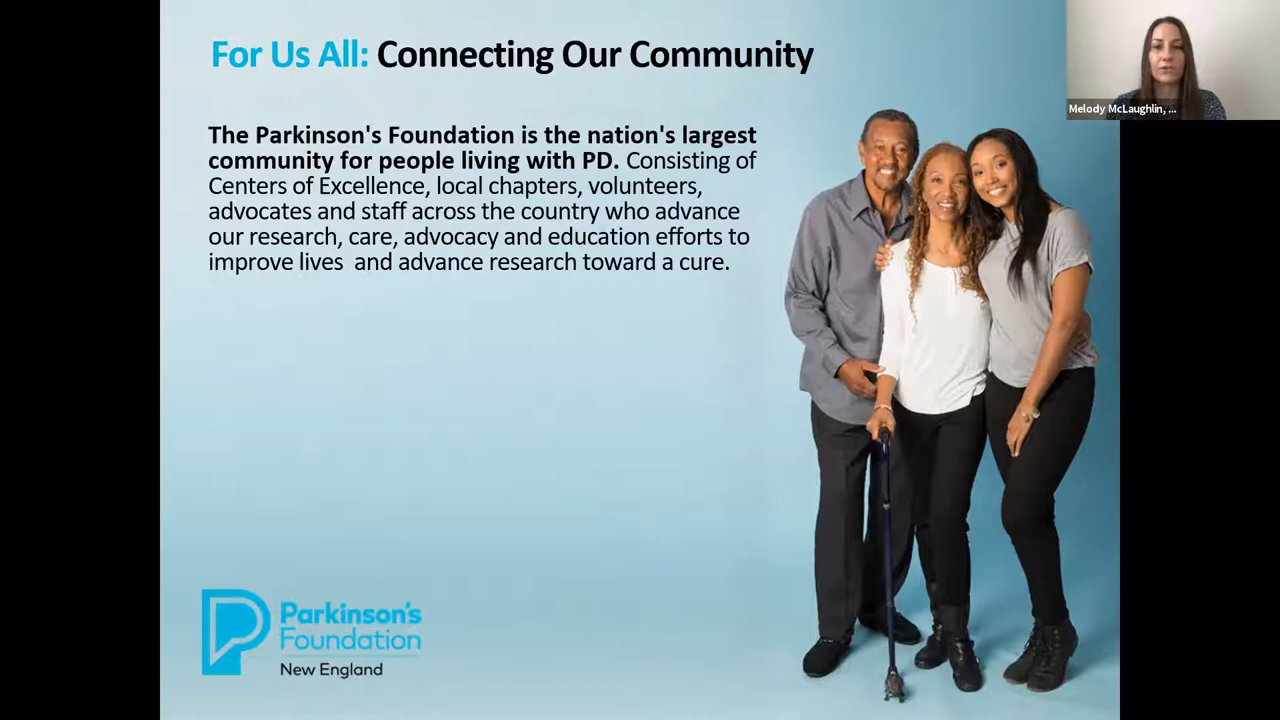 For Us All: Connecting Our Community
Melody McLaughlin, ...
The Parkinson's Foundation is the nation's largest
community for people living with PD. Consisting of
Centers of Excellence, local chapters, volunteers,
advocates and staff across the country who advance
our research, care, advocacy and education efforts to
improve lives  and advance research toward a cure.
Parkinson's
Foundation
New England